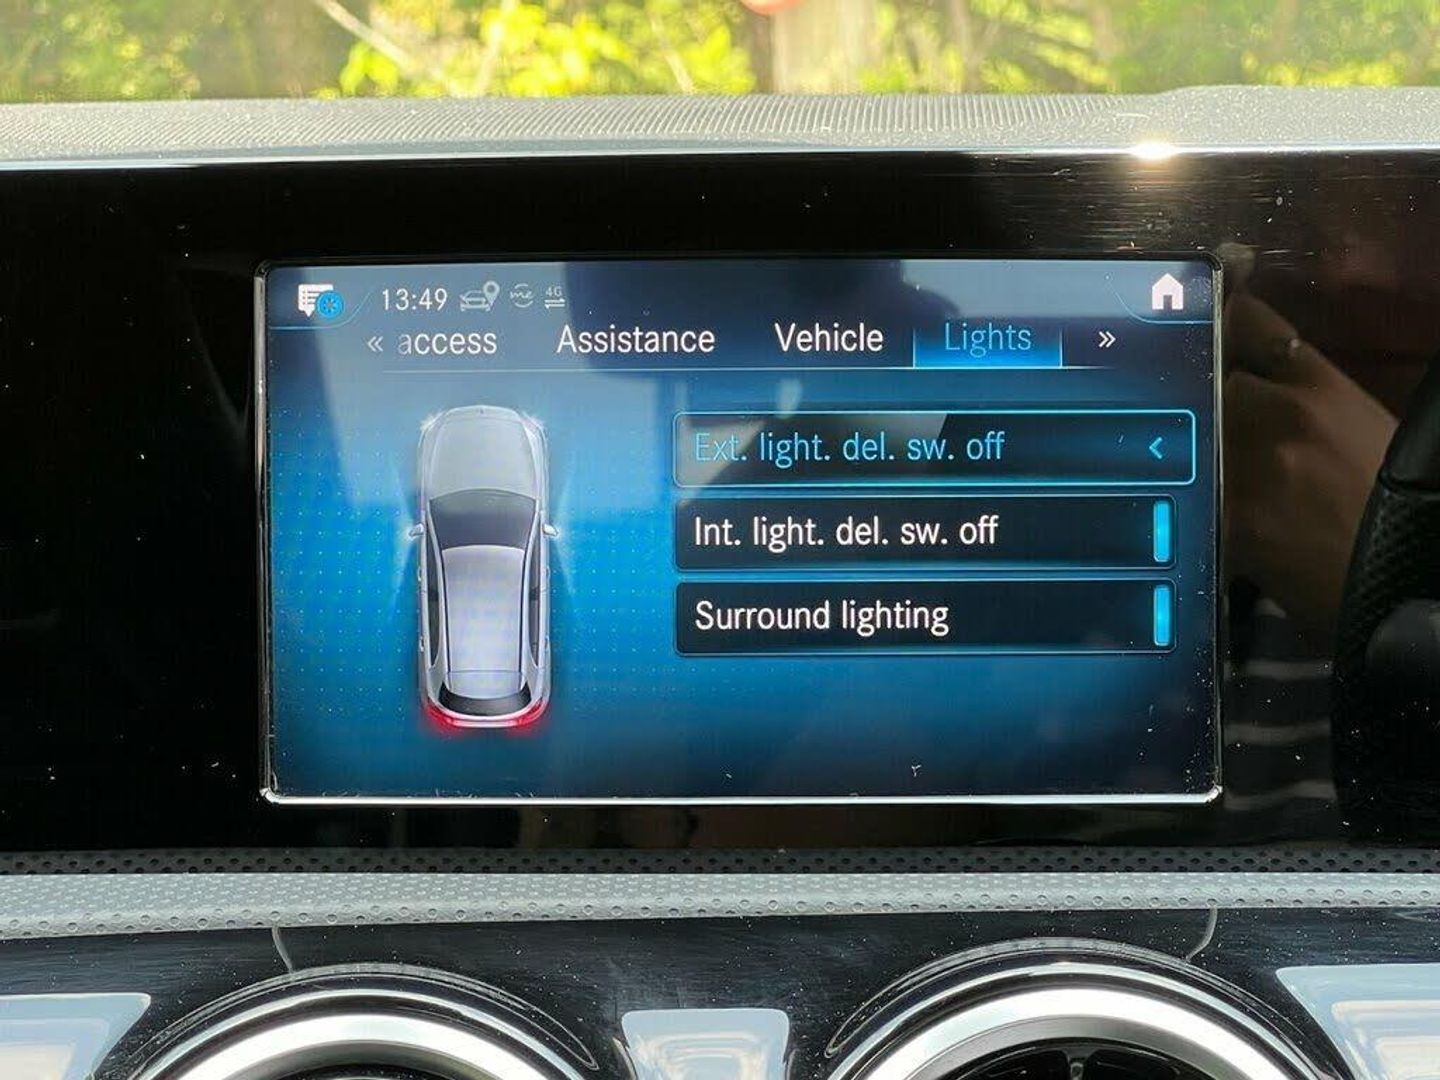 13:49 me 4G
« access Assistance Vehicle Lights »
Ext. light. del. sw. off
Int. light. del. sw. off
Surround lighting